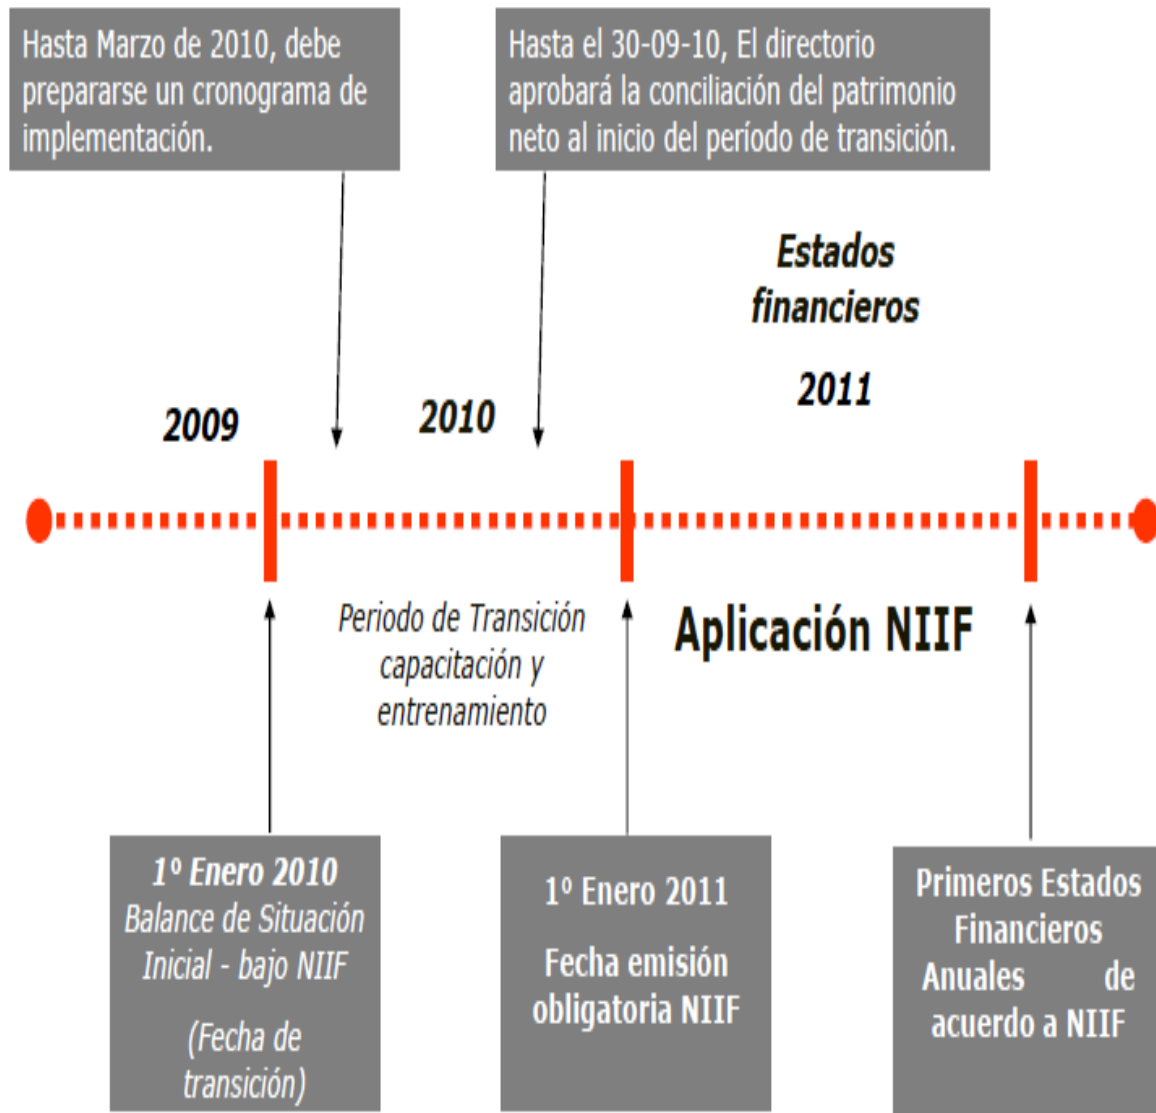 Hasta Marzo de 2010, debe
prepararse un cronograma de
implementación.
Hasta el 30-09-10, El directorio
aprobará la conciliación del patrimonio
neto al inicio del período de transición.
Estados
financieros
2011
2009
2010
Periodo de Transición
capacitación y
entrenamiento
Aplicación NIIF
1º Enero 2010
Balance de Situación
Inicial - bajo NIIF
(Fecha de
transición)
1º Enero 2011
Fecha emisión
obligatoria NIIF
Primeros Estados
Financieros
Anuales de
acuerdo a NIIF